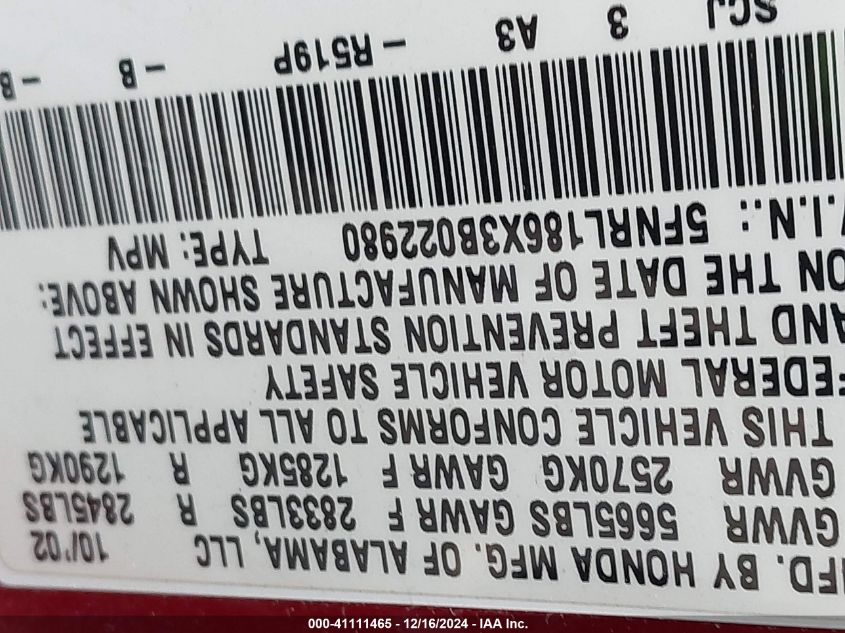 MFD. BY HONDA MFG. OF ALABAMA, LLC 10/'02
GVWR 5665LBS GAWR F 2833LBS R 2845LBS
GVWR 2570KG GAWR F 1285KG R 1290KG
THIS VEHICLE CONFORMS TO ALL APPLICABLE
FEDERAL MOTOR VEHICLE SAFETY
AND THEFT PREVENTION STANDARDS IN EFFECT
ON THE DATE OF MANUFACTURE SHOWN ABOVE:
V.I.N.: 5FNRL186X3B022980 TYPE: MPV
SCJ 3 A3 - R519P - B - B
000-41111465 - 12/16/2024 - IAA Inc.